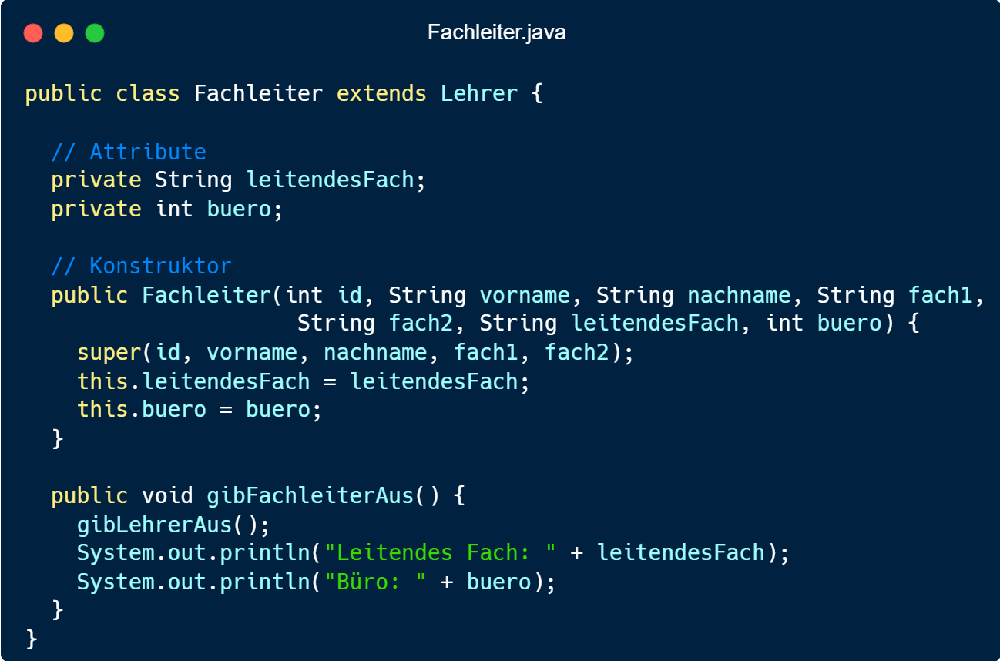 Fachleiter.java
public class Fachleiter extends Lehrer {
// Attribute
private String leitendesFach;
private int buero;
// Konstruktor
public Fachleiter(int id, String vorname, String nachname, String fach1,
String fach2, String leitendesFach, int buero) {
super(id, vorname, nachname, fach1, fach2);
this.leitendesFach = leitendesFach;
this.buero = buero;
}
public void gibFachleiterAus() {
gibLehrerAus();
System.out.println("Leitendes Fach: " + leitendesFach);
System.out.println("Büro: " + buero);
}
}